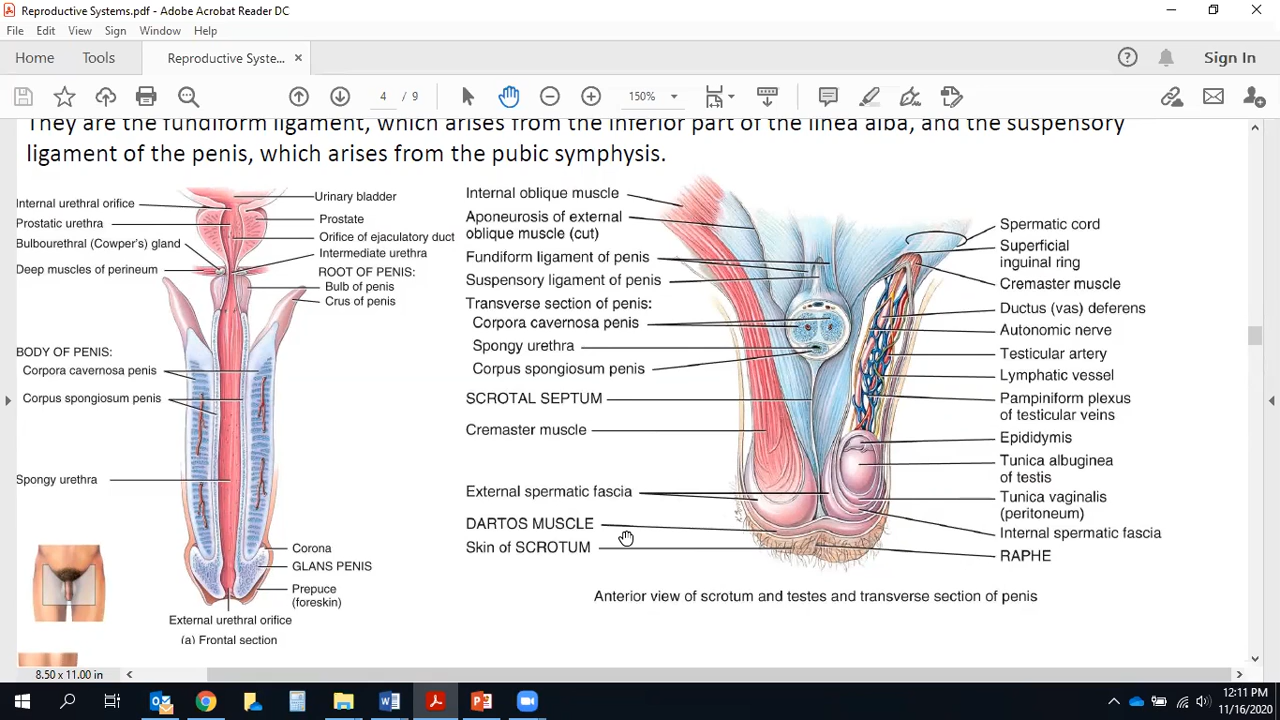 Reproductive Systems.pdf - Adobe Acrobat Reader DC
File Edit View Sign Window Help
Home Tools Reproductive Syste... × Sign In
4 / 9 150%
They are the fundiform ligament, which arises from the inferior part of the linea alba, and the suspensory
ligament of the penis, which arises from the pubic symphysis.
Internal urethral orifice
Prostatic urethra
Bulbourethral (Cowper's) gland
Deep muscles of perineum
BODY OF PENIS:
Corpora cavernosa penis
Corpus spongiosum penis
Spongy urethra
Urinary bladder
Prostate
Orifice of ejaculatory duct
Intermediate urethra
ROOT OF PENIS:
Bulb of penis
Crus of penis
Corona
GLANS PENIS
Prepuce
(foreskin)
External urethral orifice
(a) Frontal section
Internal oblique muscle
Aponeurosis of external
oblique muscle (cut)
Fundiform ligament of penis
Suspensory ligament of penis
Transverse section of penis:
Corpora cavernosa penis
Spongy urethra
Corpus spongiosum penis
SCROTAL SEPTUM
Cremaster muscle
External spermatic fascia
DARTOS MUSCLE
Skin of SCROTUM
Spermatic cord
Superficial
inguinal ring
Cremaster muscle
Ductus (vas) deferens
Autonomic nerve
Testicular artery
Lymphatic vessel
Pampiniform plexus
of testicular veins
Epididymis
Tunica albuginea
of testis
Tunica vaginalis
(peritoneum)
Internal spermatic fascia
RAPHE
Anterior view of scrotum and testes and transverse section of penis
8.50 x 11.00 in
12:11 PM
11/16/2020